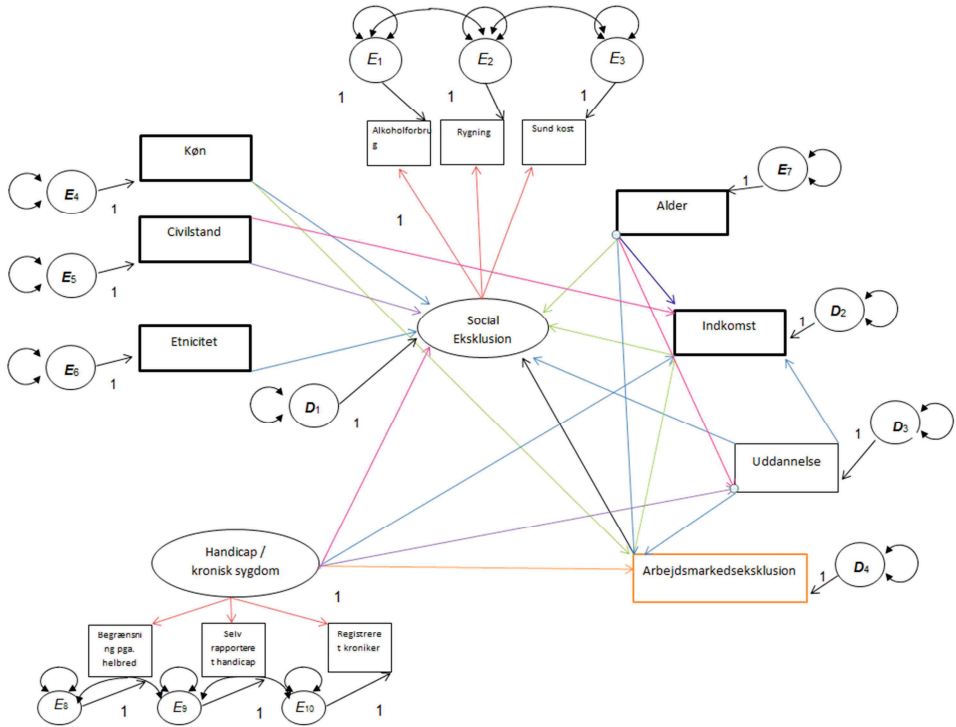 E1
E2
E3
1
1
1
Alkoholforbru
g
Rygning
Sund kost
Køn
E4
1
E7
1
Alder
1
Civilstand
E5
1
Social
Eksklusion
Indkomst
1
D2
Etnicitet
E6
1
D1
1
D3
1
Uddannelse
Handicap /
kronisk sygdom
Arbejdsmarkedseksklusion
1
D4
1
Begrænsni
ng pga.
helbred
Selv
rapportere
t handicap
Registrere
t kroniker
E8
1
E9
1
E10
1